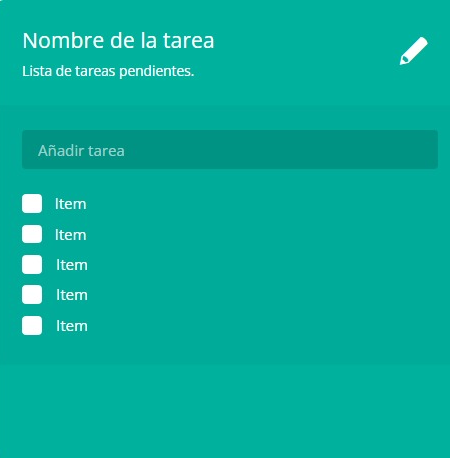 Nombre de la tarea
Lista de tareas pendientes.
Añadir tarea
Item
Item
Item
Item
Item